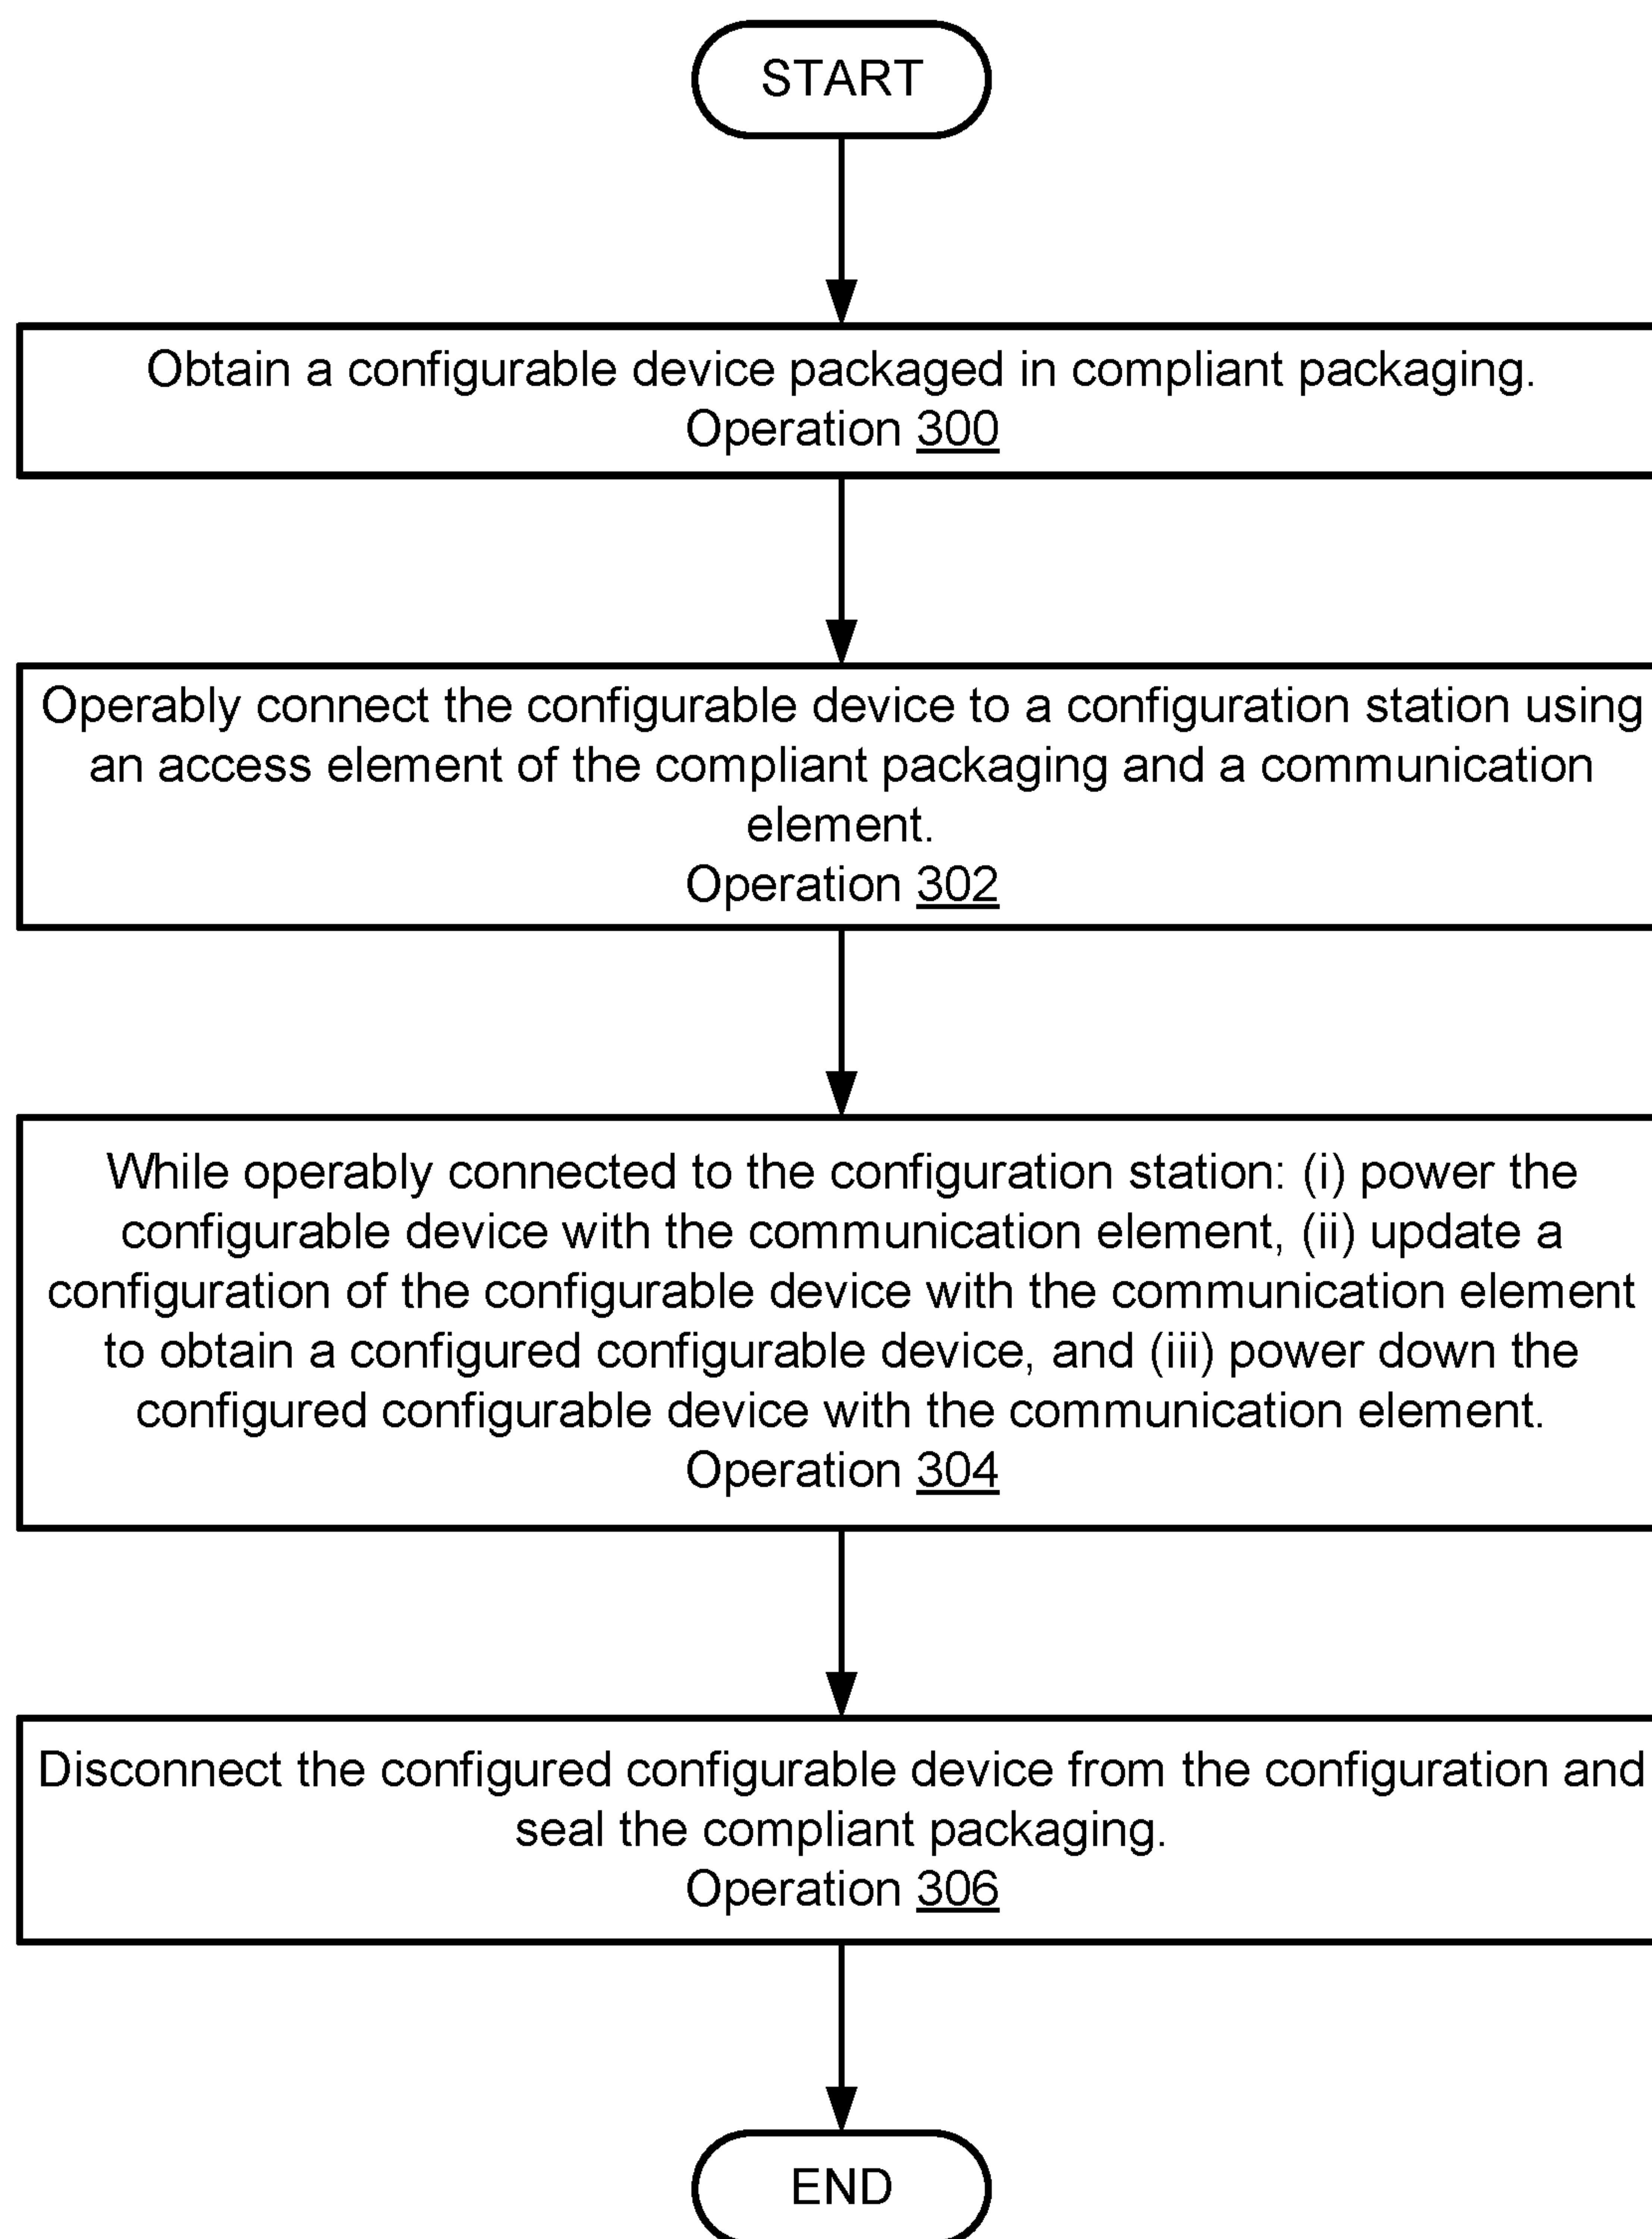 START
Obtain a configurable device packaged in compliant packaging.
Operation 300
Operably connect the configurable device to a configuration station using
an access element of the compliant packaging and a communication
element.
Operation 302
While operably connected to the configuration station: (i) power the
configurable device with the communication element, (ii) update a
configuration of the configurable device with the communication element
to obtain a configured configurable device, and (iii) power down the
configured configurable device with the communication element.
Operation 304
Disconnect the configured configurable device from the configuration and
seal the compliant packaging.
Operation 306
END